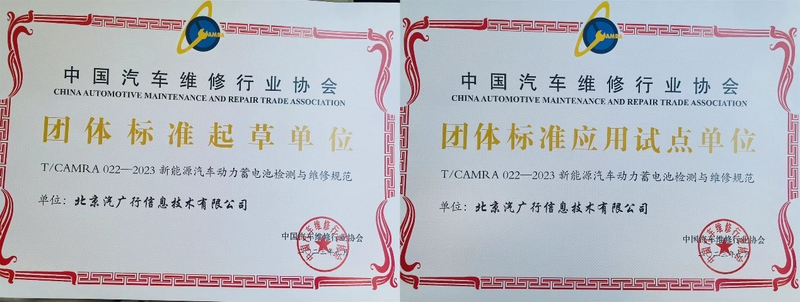 CAMRA
中国汽车维修行业协会
CHINA AUTOMOTIVE MAINTENANCE AND REPAIR TRADE ASSOCIATION
团体标准起草单位
T/CAMRA 022—2023 新能源汽车动力蓄电池检测与维修规范
单位：北京汽广行信息技术有限公司
中国汽车维修行业协会
CAMRA
中国汽车维修行业协会
CHINA AUTOMOTIVE MAINTENANCE AND REPAIR TRADE ASSOCIATION
团体标准应用试点单位
T/CAMRA 022—2023 新能源汽车动力蓄电池检测与维修规范
单位：北京汽广行信息技术有限公司
中国汽车维修行业协会